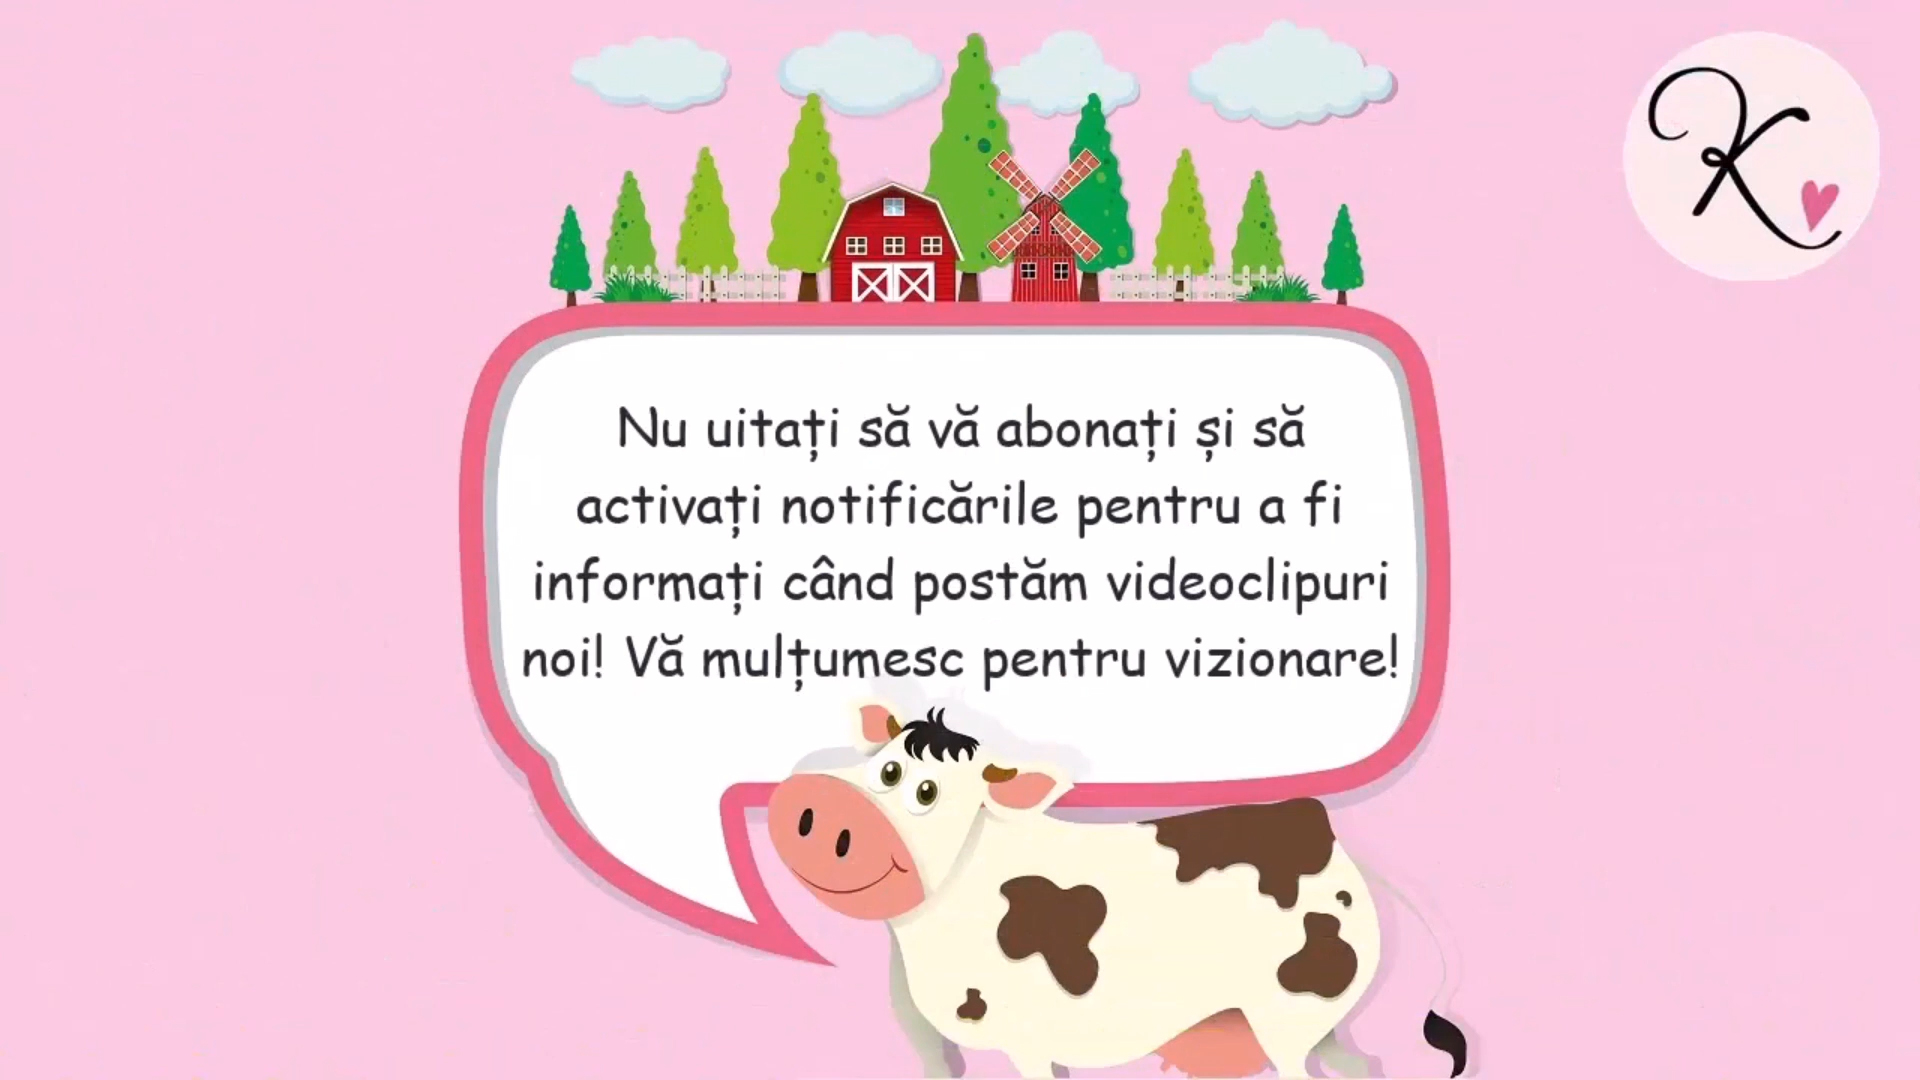 K
Nu uitați să vă abonați și să
activați notificările pentru a fi
informați când postăm videoclipuri
noi! Vă mulțumesc pentru vizionare!